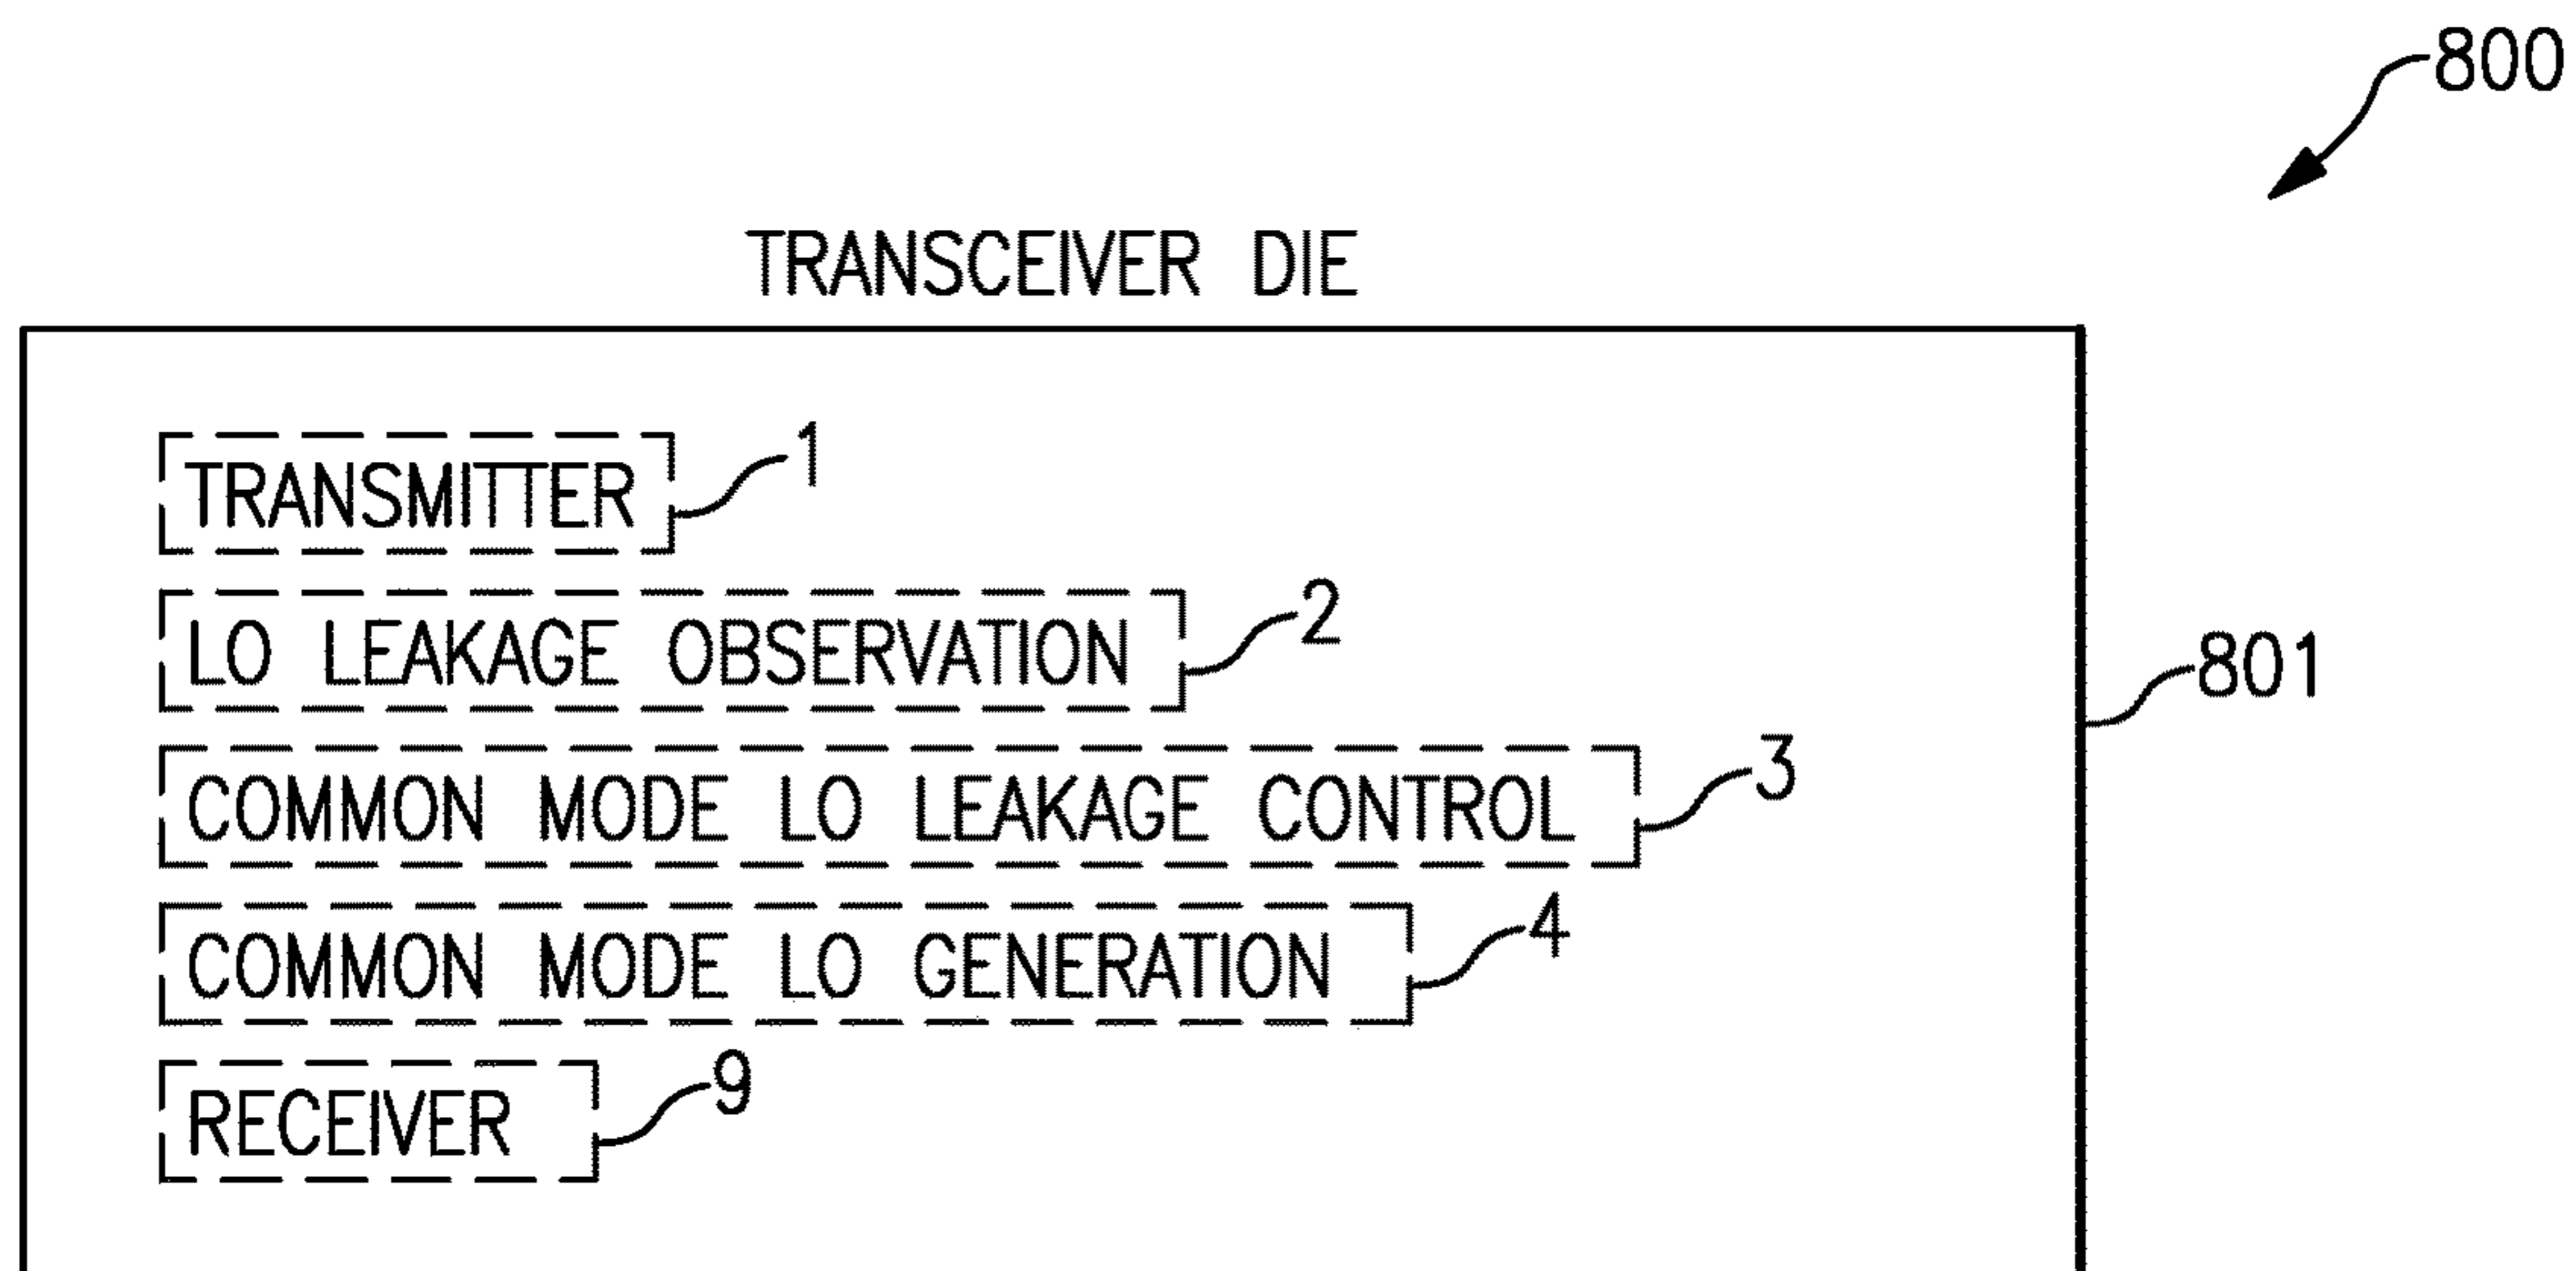 800
TRANSCEIVER DIE
TRANSMITTER 1
LO LEAKAGE OBSERVATION 2
801
COMMON MODE LO LEAKAGE CONTROL 3
COMMON MODE LO GENERATION 4
RECEIVER 9